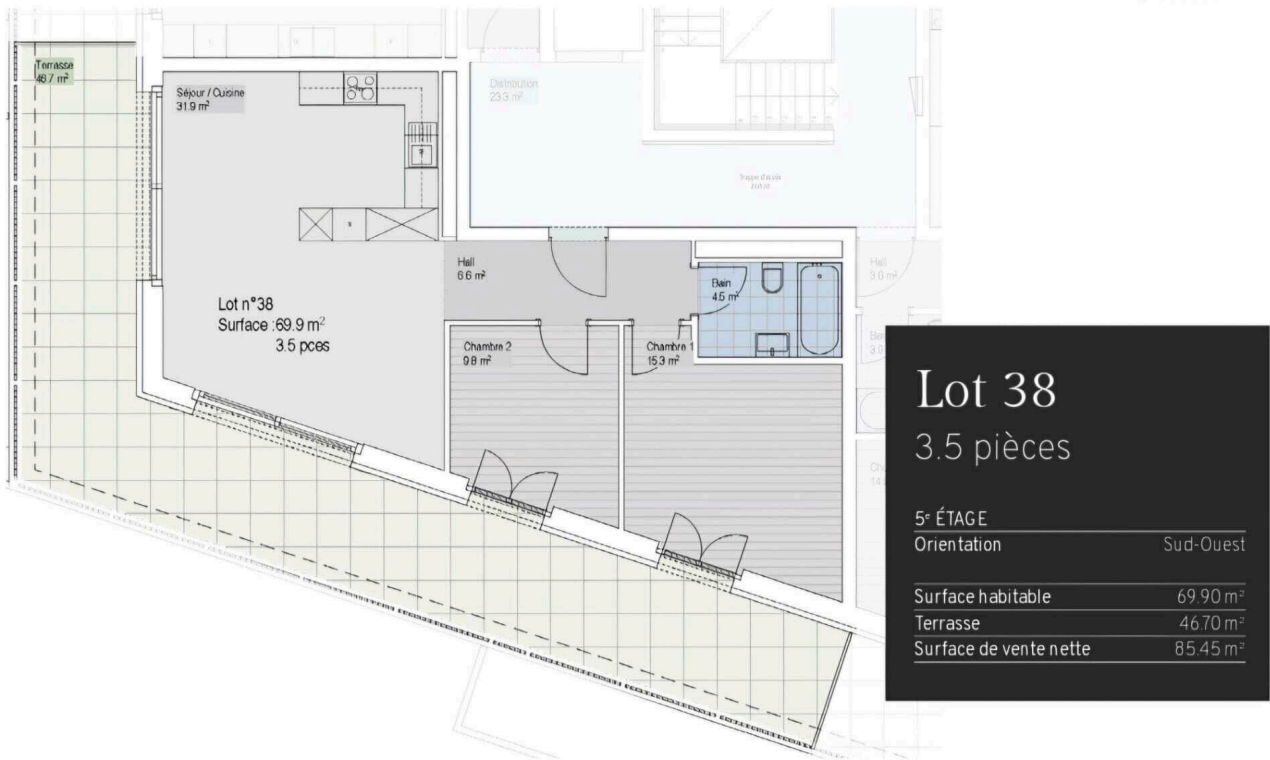 Terrasse
46.7 m²
Séjour / Cuisine
31.9 m²
Distribution
23.3 m²
Hall
6.6 m²
Bain
4.5 m²
Hall
3.0 m²
Lot n°38
Surface :69.9 m²
3.5 pces
Chambre 2
9.8 m²
Chambre 1
15.3 m²
3.0
Lot 38
3.5 pièces
5ᵉ ÉTAGE
Orientation Sud-Ouest
Surface habitable 69.90 m²
Terrasse 46.70 m²
Surface de vente nette 85.45 m²